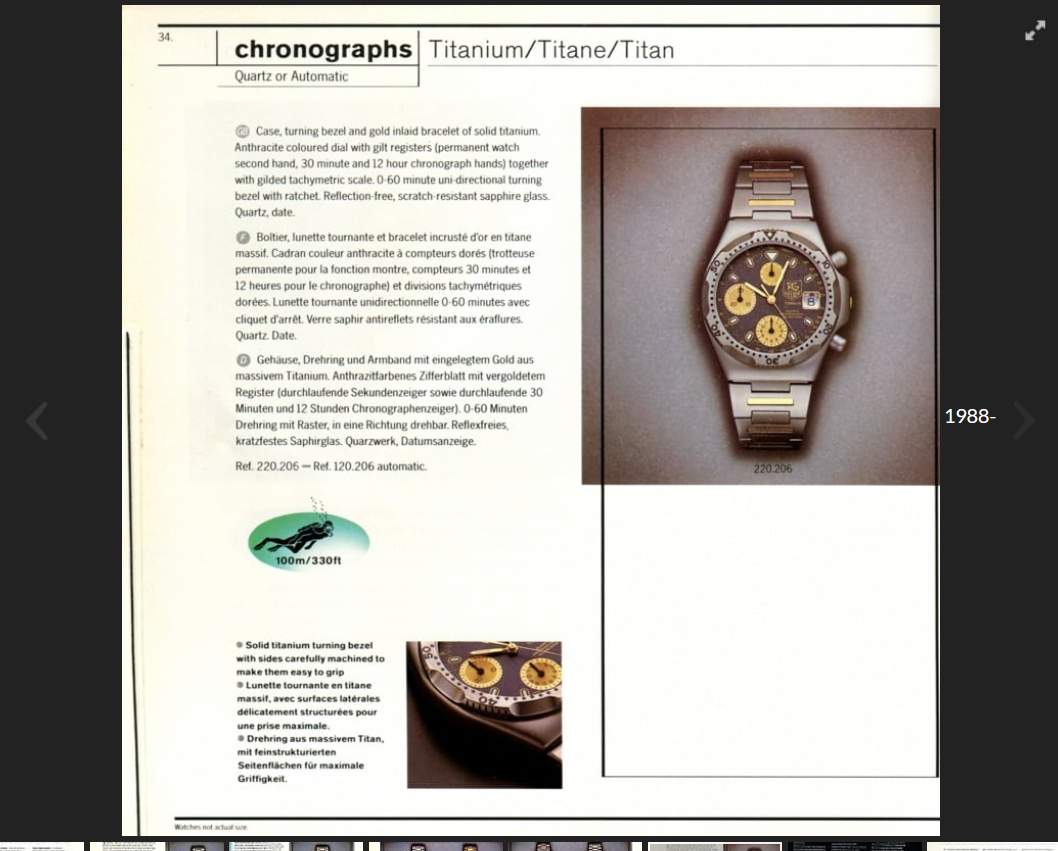 34.
chronographs Titanium/Titane/Titan
Quartz or Automatic
GB Case, turning bezel and gold inlaid bracelet of solid titanium.
Anthracite coloured dial with gilt registers (permanent watch
second hand, 30 minute and 12 hour chronograph hands) together
with gilded tachymetric scale. 0-60 minute uni-directional turning
bezel with ratchet. Reflection-free, scratch-resistant sapphire glass.
Quartz, date.
F Boîtier, lunette tournante et bracelet incrusté d'or en titane
massif. Cadran couleur anthracite à compteurs dorés (trotteuse
permanente pour la fonction montre, compteurs 30 minutes et
12 heures pour le chronographe) et divisions tachymétriques
dorées. Lunette tournante unidirectionnelle 0-60 minutes avec
cliquet d'arrêt. Verre saphir antireflets résistant aux éraflures.
Quartz. Date.
D Gehäuse, Drehring und Armband mit eingelegtem Gold aus
massivem Titanium. Anthrazitfarbenes Zifferblatt mit vergoldetem
Register (durchlaufende Sekundenzeiger sowie durchlaufende 30
Minuten und 12 Stunden Chronographenzeiger). 0-60 Minuten
Drehring mit Raster, in eine Richtung drehbar. Reflexfreies,
kratzfestes Saphirglas. Quarzwerk, Datumsanzeige.
Ref. 220.206 — Ref. 120.206 automatic.
220.206
1988-
100m/330ft
Solid titanium turning bezel
with sides carefully machined to
make them easy to grip
Lunette tournante en titane
massif, avec surfaces latérales
délicatement structurées pour
une prise maximale.
Drehring aus massivem Titan,
mit feinstrukturierten
Seitenflächen für maximale
Griffigkeit.
Watches not actual size